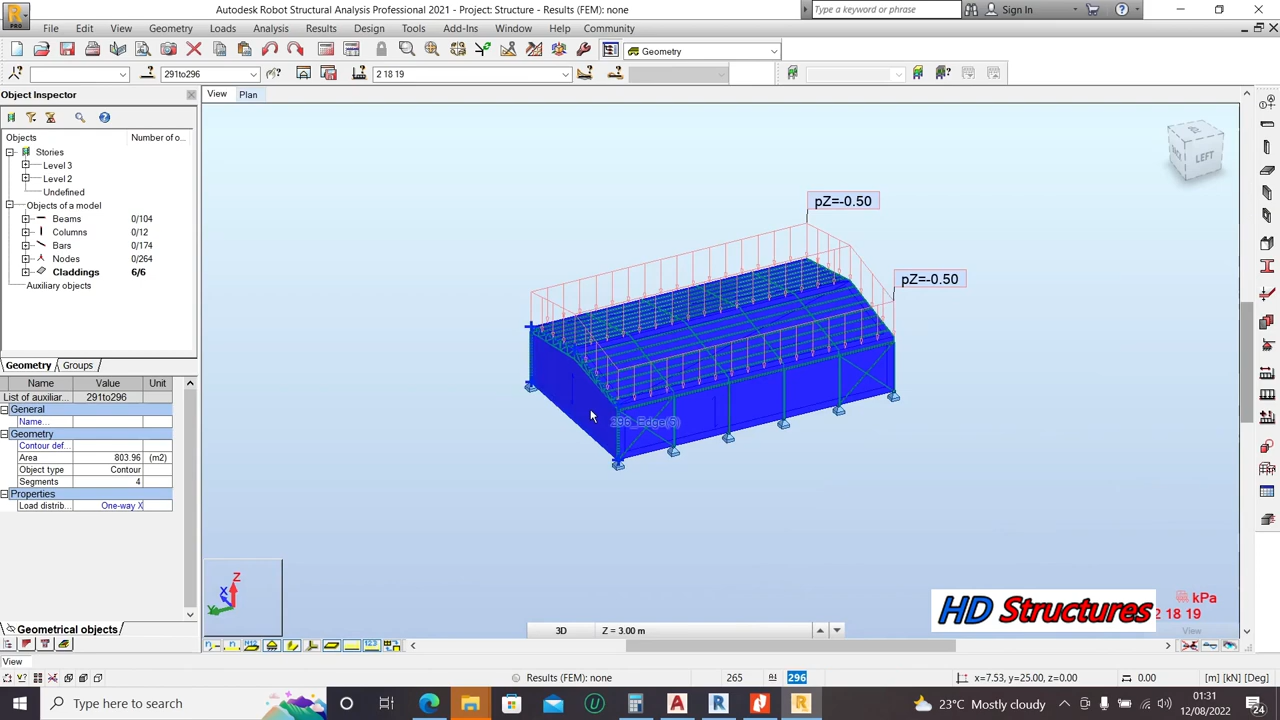 Autodesk Robot Structural Analysis Professional 2021 - Project: Structure - Results (FEM): none
Type a keyword or phrase
Sign In
File Edit View Geometry Loads Analysis Results Tools Design Tools Add-Ins Window Help Community
Geometry
291to296
2 18 19
Object Inspector
View Plan
Objects Number of o...
Stories
Level 3
Level 2
Undefined
Objects of a model
Beams 0/104
Columns 0/12
Bars 0/174
Nodes 0/264
Claddings 6/6
Auxiliary objects
Geometry Groups
Name Value Unit
List of auxiliar... 291to296
General
Name...
Geometry
Contour def...
Area 803.96 (m2)
Object type Contour
Segments 4
Properties
Load distrib... One-way X
Geometrical objects
View
LEFT
pZ=-0.50
pZ=-0.50
296_Edge(5)
Z
X
Y
HD Structures
kPa
2 18 19
View
3D Z = 3.00 m
Results (FEM): none 265 296 x=7.53, y=25.00, z=0.00 0.00 [m] [kN] [Deg]
Type here to search
23°C Mostly cloudy
01:31
12/08/2022
24